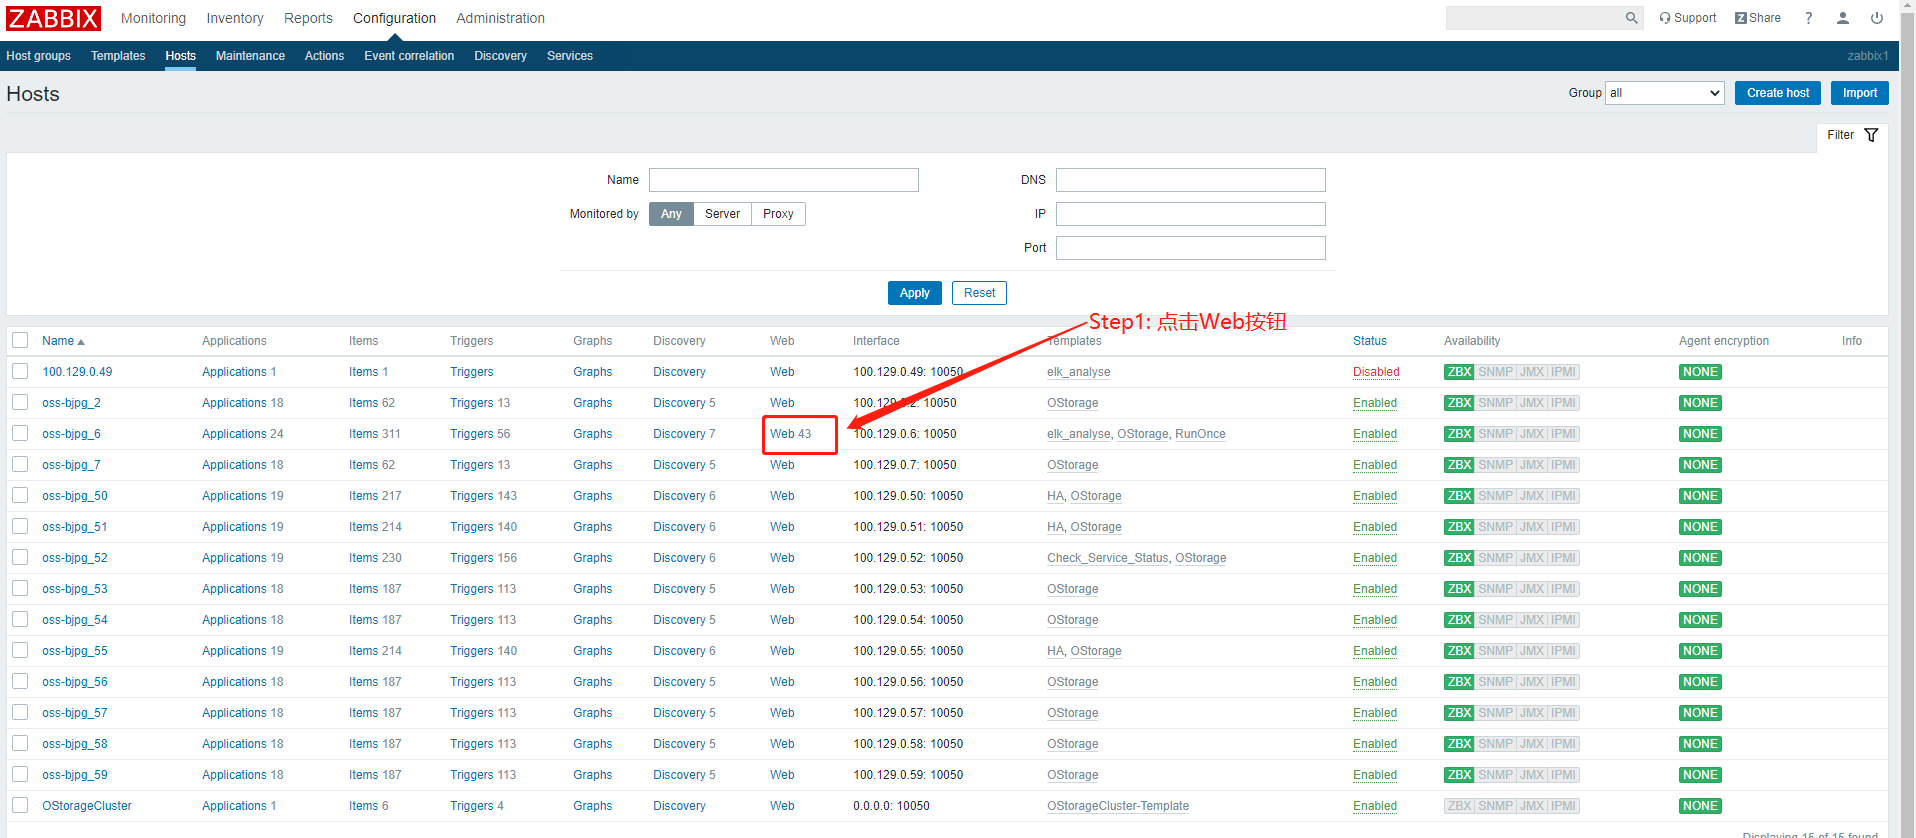 ZABBIX Monitoring Inventory Reports Configuration Administration Support Share ?
Host groups Templates Hosts Maintenance Actions Event correlation Discovery Services zabbix1
Hosts Group all Create host Import
Filter
Name DNS
Monitored by Any Server Proxy IP
Port
Apply Reset
Step1: 点击Web按钮
Name Applications Items Triggers Graphs Discovery Web Interface Templates Status Availability Agent encryption Info
100.129.0.49 Applications 1 Items 1 Triggers Graphs Discovery Web 100.129.0.49: 10050 elk_analyse Disabled ZBX SNMP JMX IPMI NONE
oss-bjpg_2 Applications 18 Items 62 Triggers 13 Graphs Discovery 5 Web 100.129.0.2: 10050 OStorage Enabled ZBX SNMP JMX IPMI NONE
oss-bjpg_6 Applications 24 Items 311 Triggers 56 Graphs Discovery 7 Web 43 100.129.0.6: 10050 elk_analyse, OStorage, RunOnce Enabled ZBX SNMP JMX IPMI NONE
oss-bjpg_7 Applications 18 Items 62 Triggers 13 Graphs Discovery 5 Web 100.129.0.7: 10050 OStorage Enabled ZBX SNMP JMX IPMI NONE
oss-bjpg_50 Applications 19 Items 217 Triggers 143 Graphs Discovery 6 Web 100.129.0.50: 10050 HA, OStorage Enabled ZBX SNMP JMX IPMI NONE
oss-bjpg_51 Applications 19 Items 214 Triggers 140 Graphs Discovery 6 Web 100.129.0.51: 10050 HA, OStorage Enabled ZBX SNMP JMX IPMI NONE
oss-bjpg_52 Applications 19 Items 230 Triggers 156 Graphs Discovery 6 Web 100.129.0.52: 10050 Check_Service_Status, OStorage Enabled ZBX SNMP JMX IPMI NONE
oss-bjpg_53 Applications 18 Items 187 Triggers 113 Graphs Discovery 5 Web 100.129.0.53: 10050 OStorage Enabled ZBX SNMP JMX IPMI NONE
oss-bjpg_54 Applications 18 Items 187 Triggers 113 Graphs Discovery 5 Web 100.129.0.54: 10050 OStorage Enabled ZBX SNMP JMX IPMI NONE
oss-bjpg_55 Applications 19 Items 214 Triggers 140 Graphs Discovery 6 Web 100.129.0.55: 10050 HA, OStorage Enabled ZBX SNMP JMX IPMI NONE
oss-bjpg_56 Applications 18 Items 187 Triggers 113 Graphs Discovery 5 Web 100.129.0.56: 10050 OStorage Enabled ZBX SNMP JMX IPMI NONE
oss-bjpg_57 Applications 18 Items 187 Triggers 113 Graphs Discovery 5 Web 100.129.0.57: 10050 OStorage Enabled ZBX SNMP JMX IPMI NONE
oss-bjpg_58 Applications 18 Items 187 Triggers 113 Graphs Discovery 5 Web 100.129.0.58: 10050 OStorage Enabled ZBX SNMP JMX IPMI NONE
oss-bjpg_59 Applications 18 Items 187 Triggers 113 Graphs Discovery 5 Web 100.129.0.59: 10050 OStorage Enabled ZBX SNMP JMX IPMI NONE
OStorageCluster Applications 1 Items 6 Triggers 4 Graphs Discovery Web 0.0.0.0: 10050 OStorageCluster-Template Enabled ZBX SNMP JMX IPMI NONE
Displaying 15 of 15 found